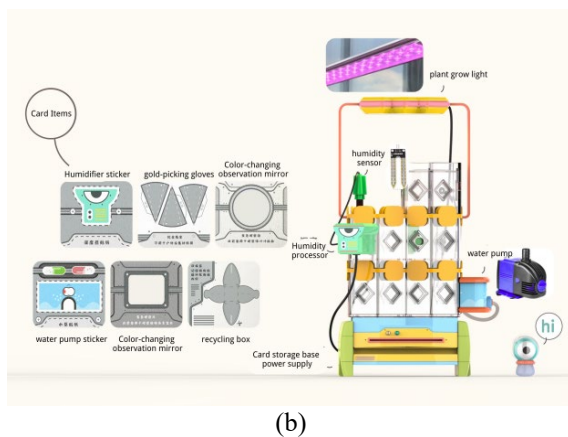 plant grow light
Card Items
humidity
sensor
Humidifier sticker
gold-picking gloves
Color-changing
observation mirror
Humidity
processor
water pump
hi
water pump sticker
Color-changing
observation mirror
recycling box
Card storage base
power supply
(b)